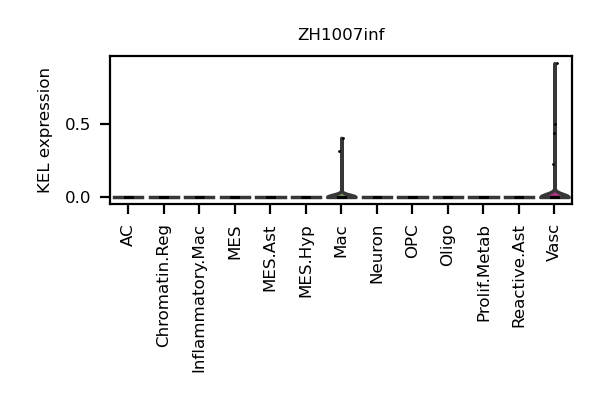 ZH1007inf
KEL expression
0.5
0.0
AC
Chromatin.Reg
Inflammatory.Mac
MES
MES.Ast
MES.Hyp
Mac
Neuron
OPC
Oligo
Prolif.Metab
Reactive.Ast
Vasc